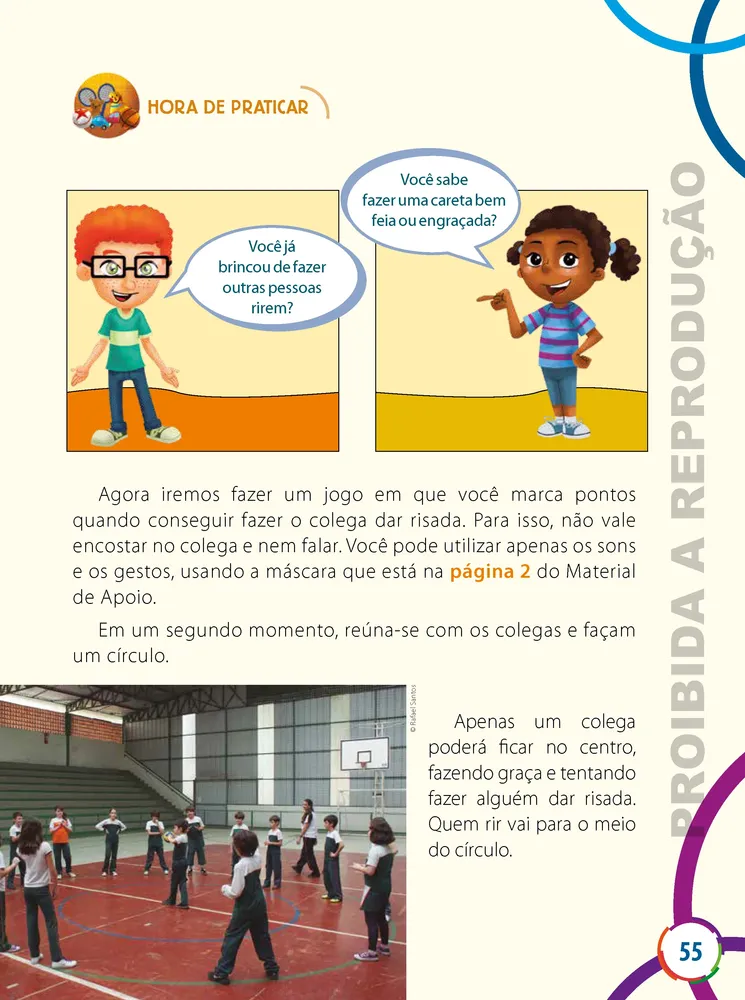 HORA DE PRATICAR
Você já
brincou de fazer
outras pessoas
rirem?
Você sabe
fazer uma careta bem
feia ou engraçada?
Agora iremos fazer um jogo em que você marca pontos
quando conseguir fazer o colega dar risada. Para isso, não vale
encostar no colega e nem falar. Você pode utilizar apenas os sons
e os gestos, usando a máscara que está na página 2 do Material
de Apoio.
Em um segundo momento, reúna-se com os colegas e façam
um círculo.
© Rafael Santos
Apenas um colega
poderá ficar no centro,
fazendo graça e tentando
fazer alguém dar risada.
Quem rir vai para o meio
do círculo.
PROIBIDA A REPRODUÇÃO
55